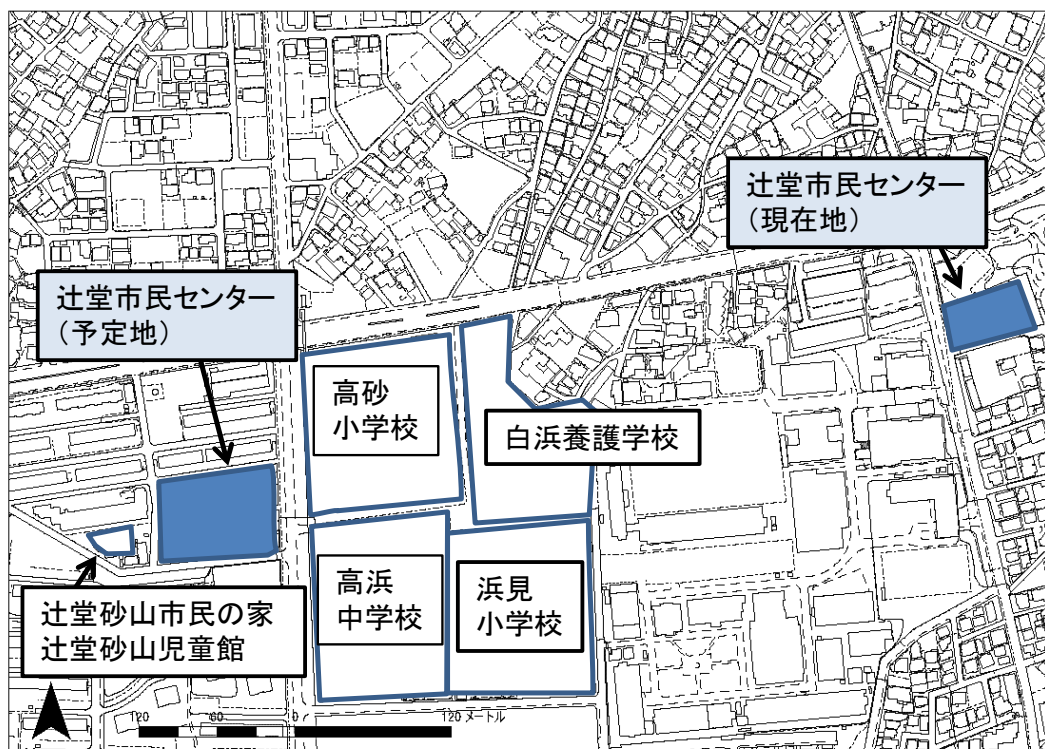 辻堂市民センター
（現在地）
辻堂市民センター
（予定地）
高砂
小学校
白浜養護学校
高浜
中学校
浜見
小学校
辻堂砂山市民の家
辻堂砂山児童館
120 60 0 120 メートル